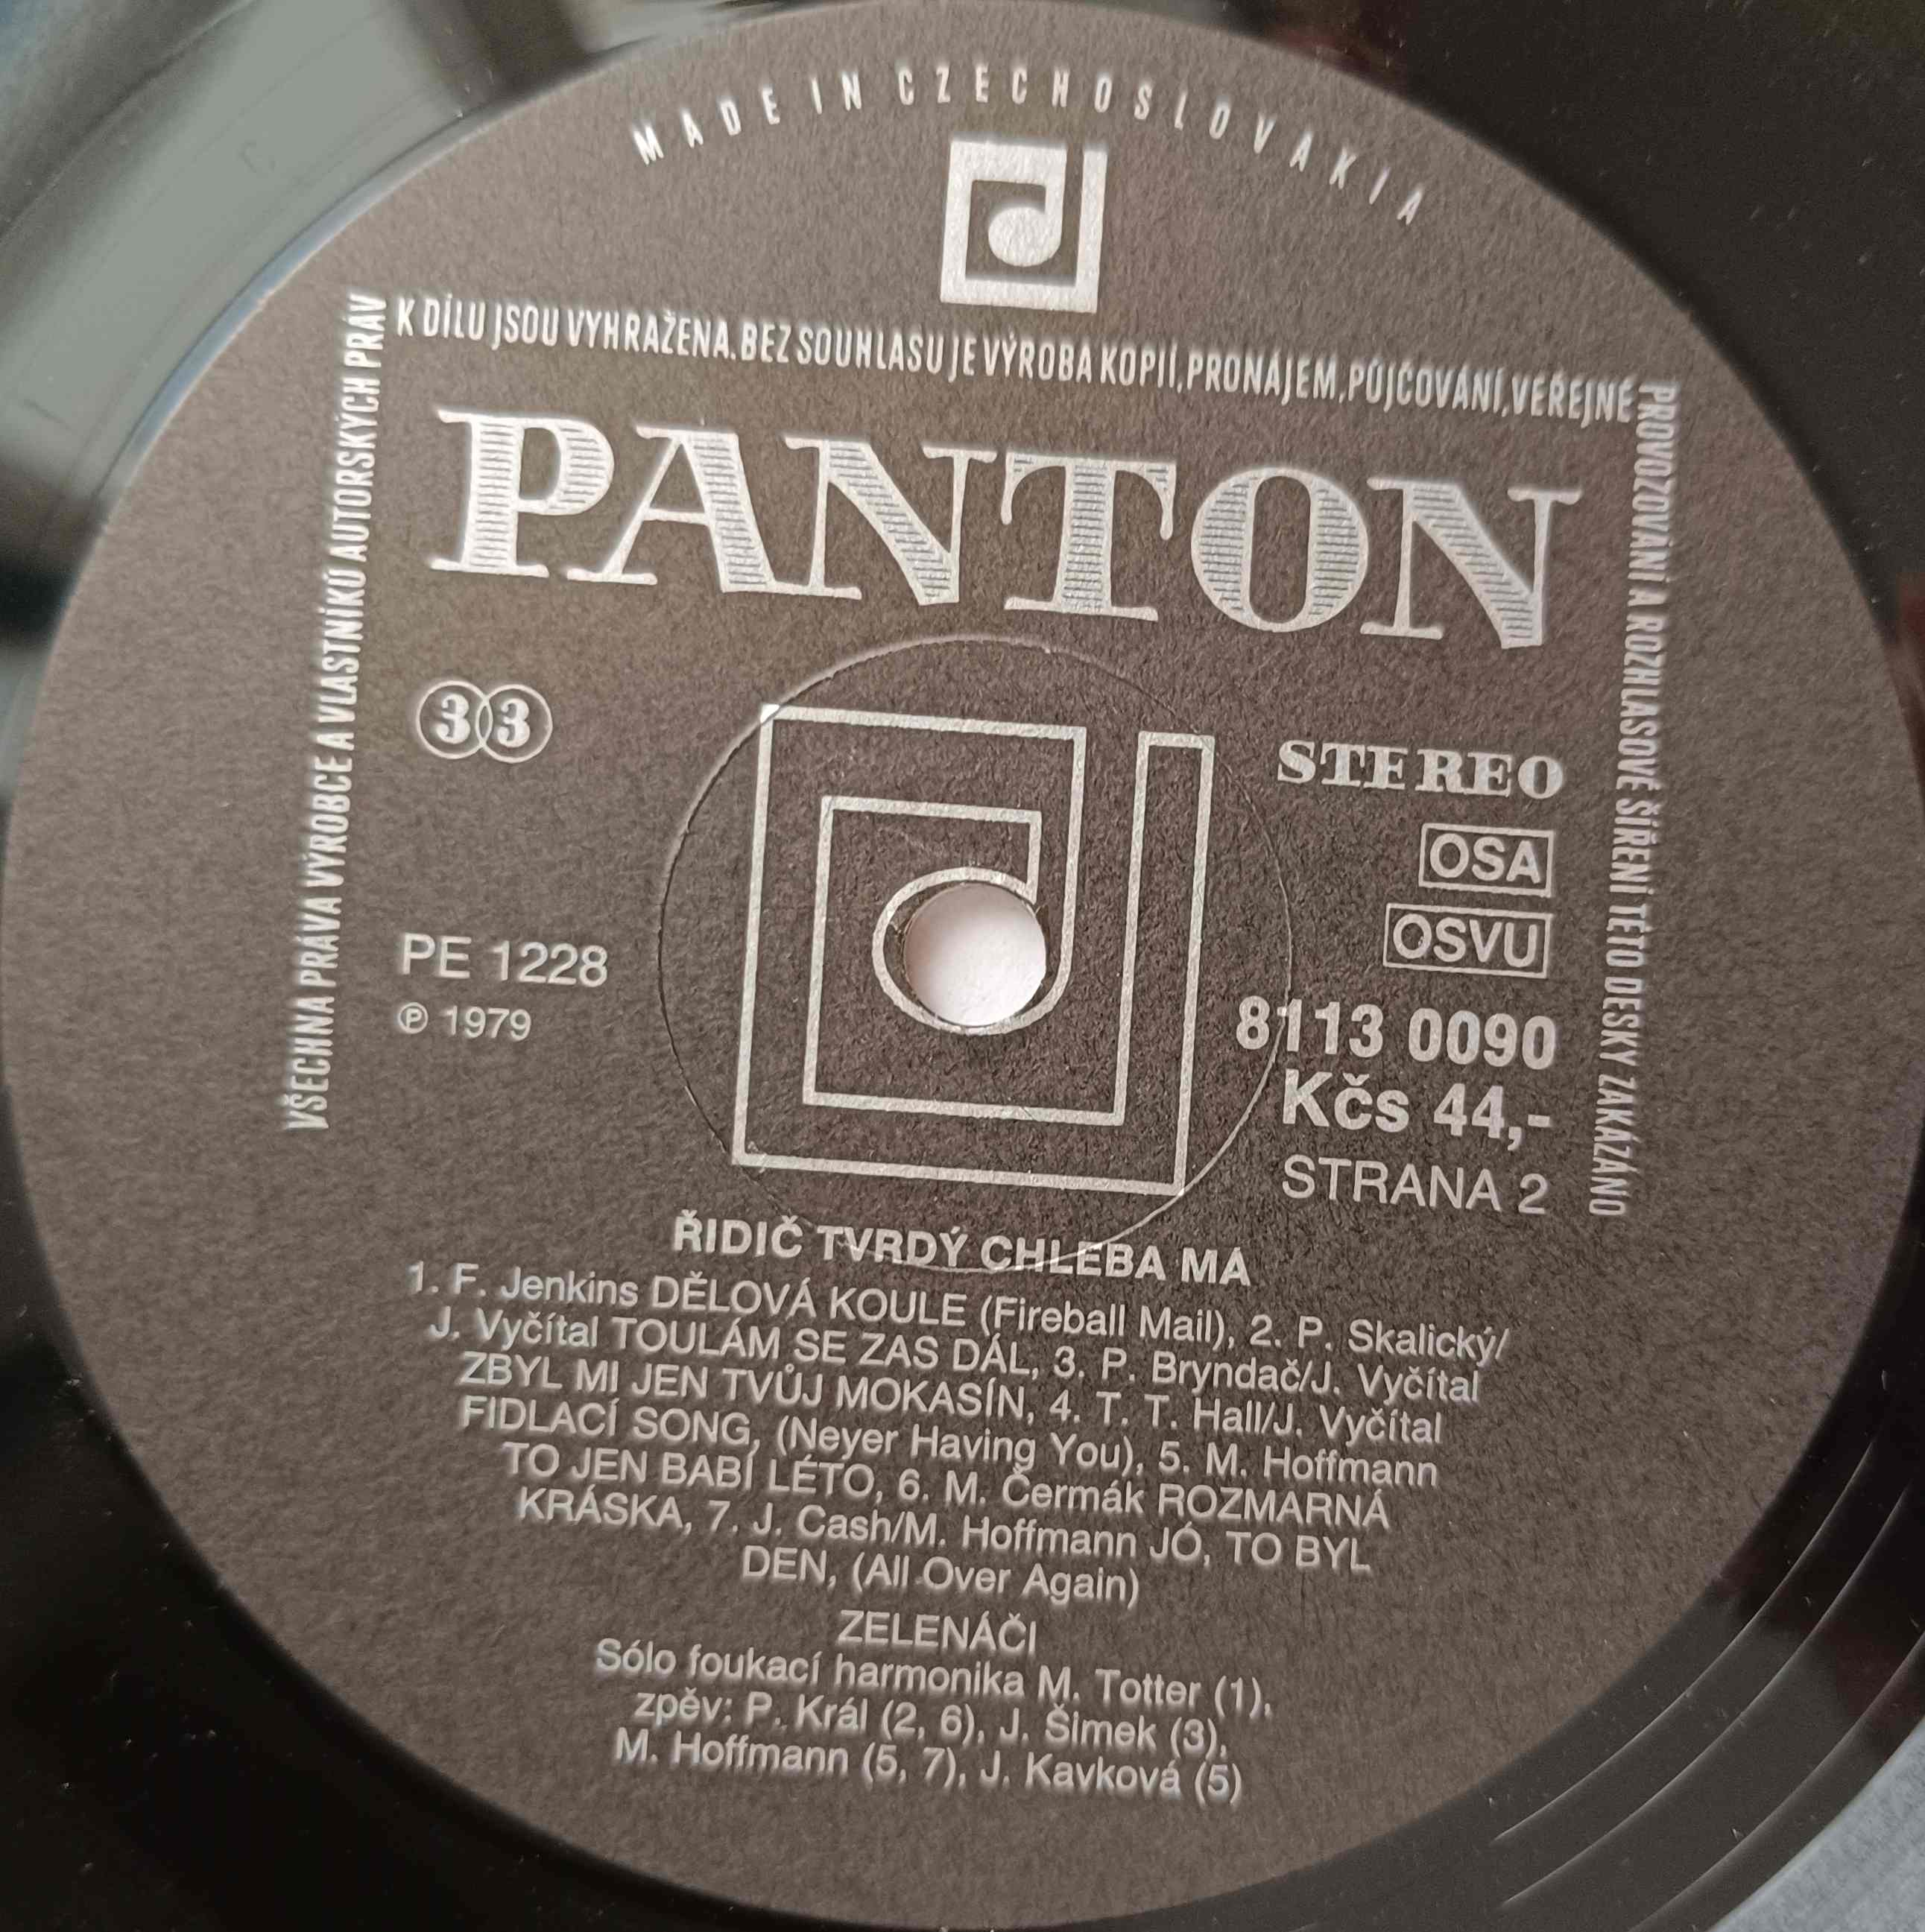 MADE IN CZECHOSLOVAKIA
VŠECHNA PRÁVA VÝROBCE A VLASTNÍKŮ AUTORSKÝCH PRÁV
K DÍLU JSOU VYHRAŽENA. BEZ SOUHLASU JE VÝROBA KOPIÍ, PRONÁJEM, PŮJČOVÁNÍ, VEŘEJNÉ
PROVOZOVÁNÍ A ROZHLASOVÉ ŠÍŘENÍ TÉTO DESKY ZAKÁZÁNO
PANTON
33
STEREO
OSA
OSVU
PE 1228
℗ 1979
8113 0090
Kčs 44,-
STRANA 2
ŘIDIČ TVRDÝ CHLEBA MA
1. F. Jenkins DĚLOVÁ KOULE (Fireball Mail), 2. P. Skalický/
J. Vyčítal TOULÁM SE ZAS DÁL, 3. P. Bryndač/J. Vyčítal
ZBYL MI JEN TVŮJ MOKASÍN, 4. T. T. Hall/J. Vyčítal
FIDLACÍ SONG, (Neyer Having You), 5. M. Hoffmann
TO JEN BABÍ LÉTO, 6. M. Čermák ROZMARNÁ
KRÁSKA, 7. J. Cash/M. Hoffmann JÓ, TO BYL
DEN, (All Over Again)
ZELENÁČI
Sólo foukací harmonika M. Totter (1),
zpěv: P. Král (2, 6), J. Šimek (3),
M. Hoffmann (5, 7), J. Kavková (5)